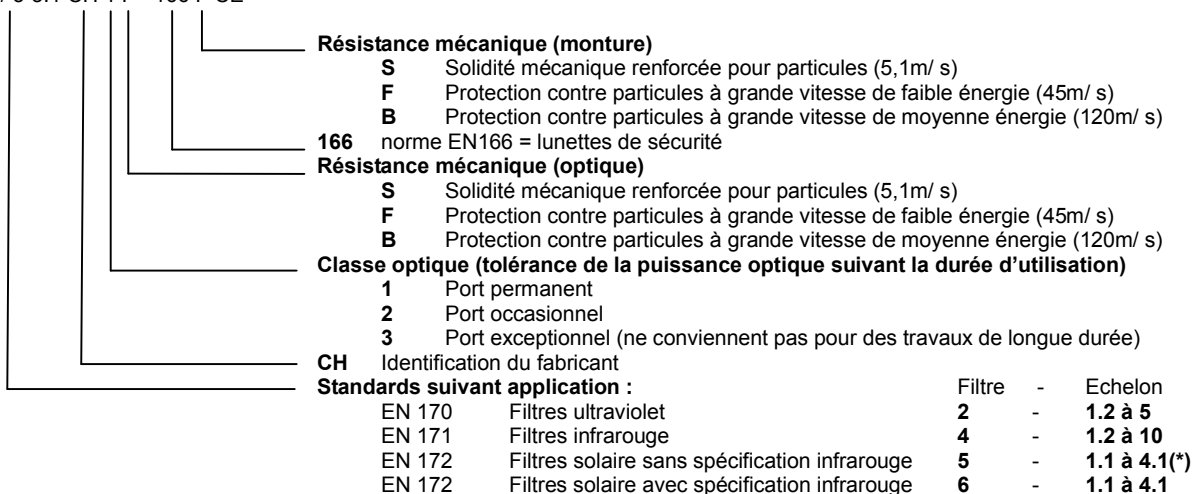 Résistance mécanique (monture)
S Solidité mécanique renforcée pour particules (5,1m/ s)
F Protection contre particules à grande vitesse de faible énergie (45m/ s)
B Protection contre particules à grande vitesse de moyenne énergie (120m/ s)
166 norme EN166 = lunettes de sécurité
Résistance mécanique (optique)
S Solidité mécanique renforcée pour particules (5,1m/ s)
F Protection contre particules à grande vitesse de faible énergie (45m/ s)
B Protection contre particules à grande vitesse de moyenne énergie (120m/ s)
Classe optique (tolérance de la puissance optique suivant la durée d'utilisation)
1 Port permanent
2 Port occasionnel
3 Port exceptionnel (ne conviennent pas pour des travaux de longue durée)
CH Identification du fabricant
Standards suivant application : Filtre - Echelon
EN 170 Filtres ultraviolet 2 - 1.2 à 5
EN 171 Filtres infrarouge 4 - 1.2 à 10
EN 172 Filtres solaire sans spécification infrarouge 5 - 1.1 à 4.1(*)
EN 172 Filtres solaire avec spécification infrarouge 6 - 1.1 à 4.1